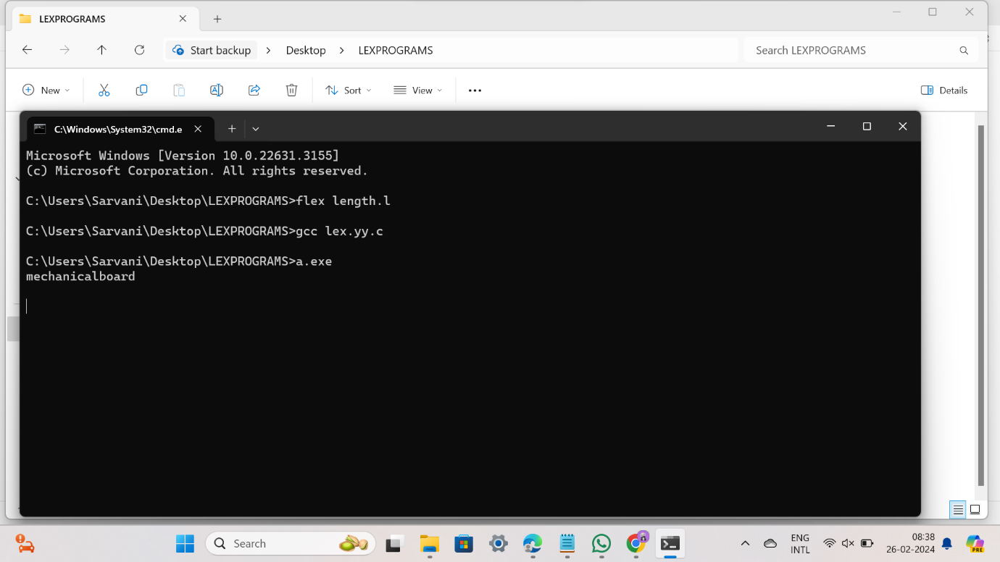 LEXPROGRAMS
Start backup
Desktop
LEXPROGRAMS
Search LEXPROGRAMS
New
Sort
View
Details
C:\Windows\System32\cmd.e
Microsoft Windows [Version 10.0.22631.3155]
(c) Microsoft Corporation. All rights reserved.
C:\Users\Sarvani\Desktop\LEXPROGRAMS>flex length.l
C:\Users\Sarvani\Desktop\LEXPROGRAMS>gcc lex.yy.c
C:\Users\Sarvani\Desktop\LEXPROGRAMS>a.exe
mechanicalboard
Search
ENG
INTL
08:38
26-02-2024
PRE